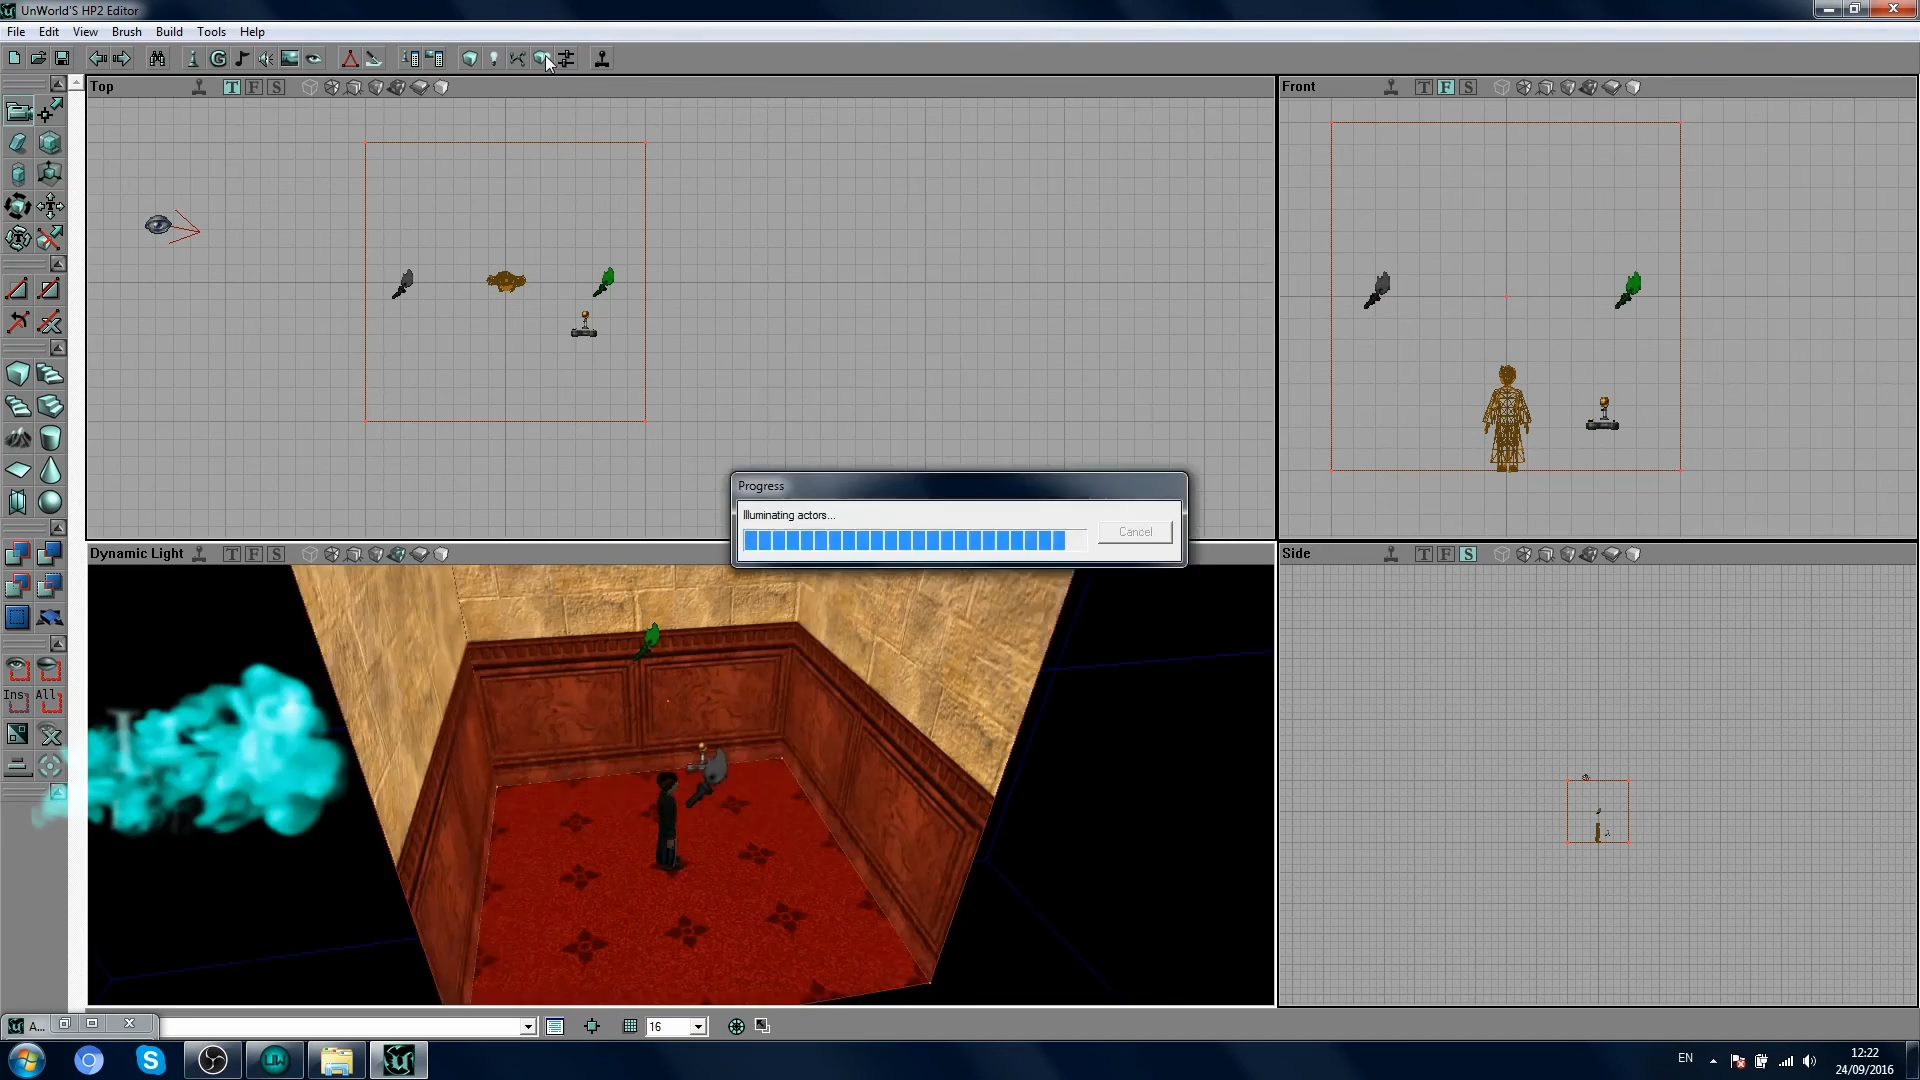 UnWorld'S HP2 Editor
File Edit View Brush Build Tools Help
Top T F S
Front T F S
Progress
Illuminating actors...
Cancel
Dynamic Light T F S
Side T F S
Ins All
A... 16
EN 12:22
24/09/2016